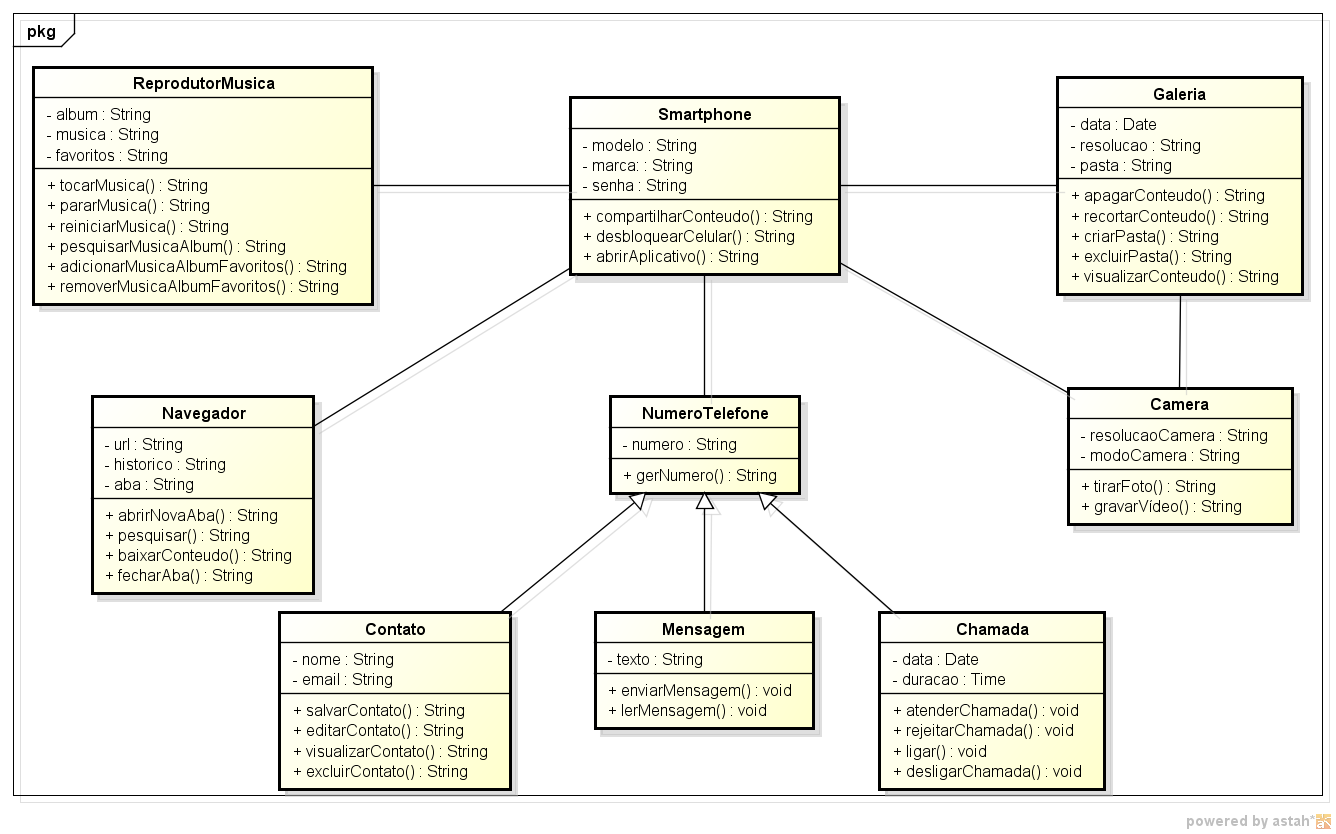 pkg
ReprodutorMusica
- album : String
- musica : String
- favoritos : String
+ tocarMusica() : String
+ pararMusica() : String
+ reiniciarMusica() : String
+ pesquisarMusicaAlbum() : String
+ adicionarMusicaAlbumFavoritos() : String
+ removerMusicaAlbumFavoritos() : String
Smartphone
- modelo : String
- marca: : String
- senha : String
+ compartilharConteudo() : String
+ desbloquearCelular() : String
+ abrirAplicativo() : String
Galeria
- data : Date
- resolucao : String
- pasta : String
+ apagarConteudo() : String
+ recortarConteudo() : String
+ criarPasta() : String
+ excluirPasta() : String
+ visualizarConteudo() : String
Navegador
- url : String
- historico : String
- aba : String
+ abrirNovaAba() : String
+ pesquisar() : String
+ baixarConteudo() : String
+ fecharAba() : String
NumeroTelefone
- numero : String
+ gerNumero() : String
Camera
- resolucaoCamera : String
- modoCamera : String
+ tirarFoto() : String
+ gravarVídeo() : String
Contato
- nome : String
- email : String
+ salvarContato() : String
+ editarContato() : String
+ visualizarContato() : String
+ excluirContato() : String
Mensagem
- texto : String
+ enviarMensagem() : void
+ lerMensagem() : void
Chamada
- data : Date
- duracao : Time
+ atenderChamada() : void
+ rejeitarChamada() : void
+ ligar() : void
+ desligarChamada() : void
powered by astah*